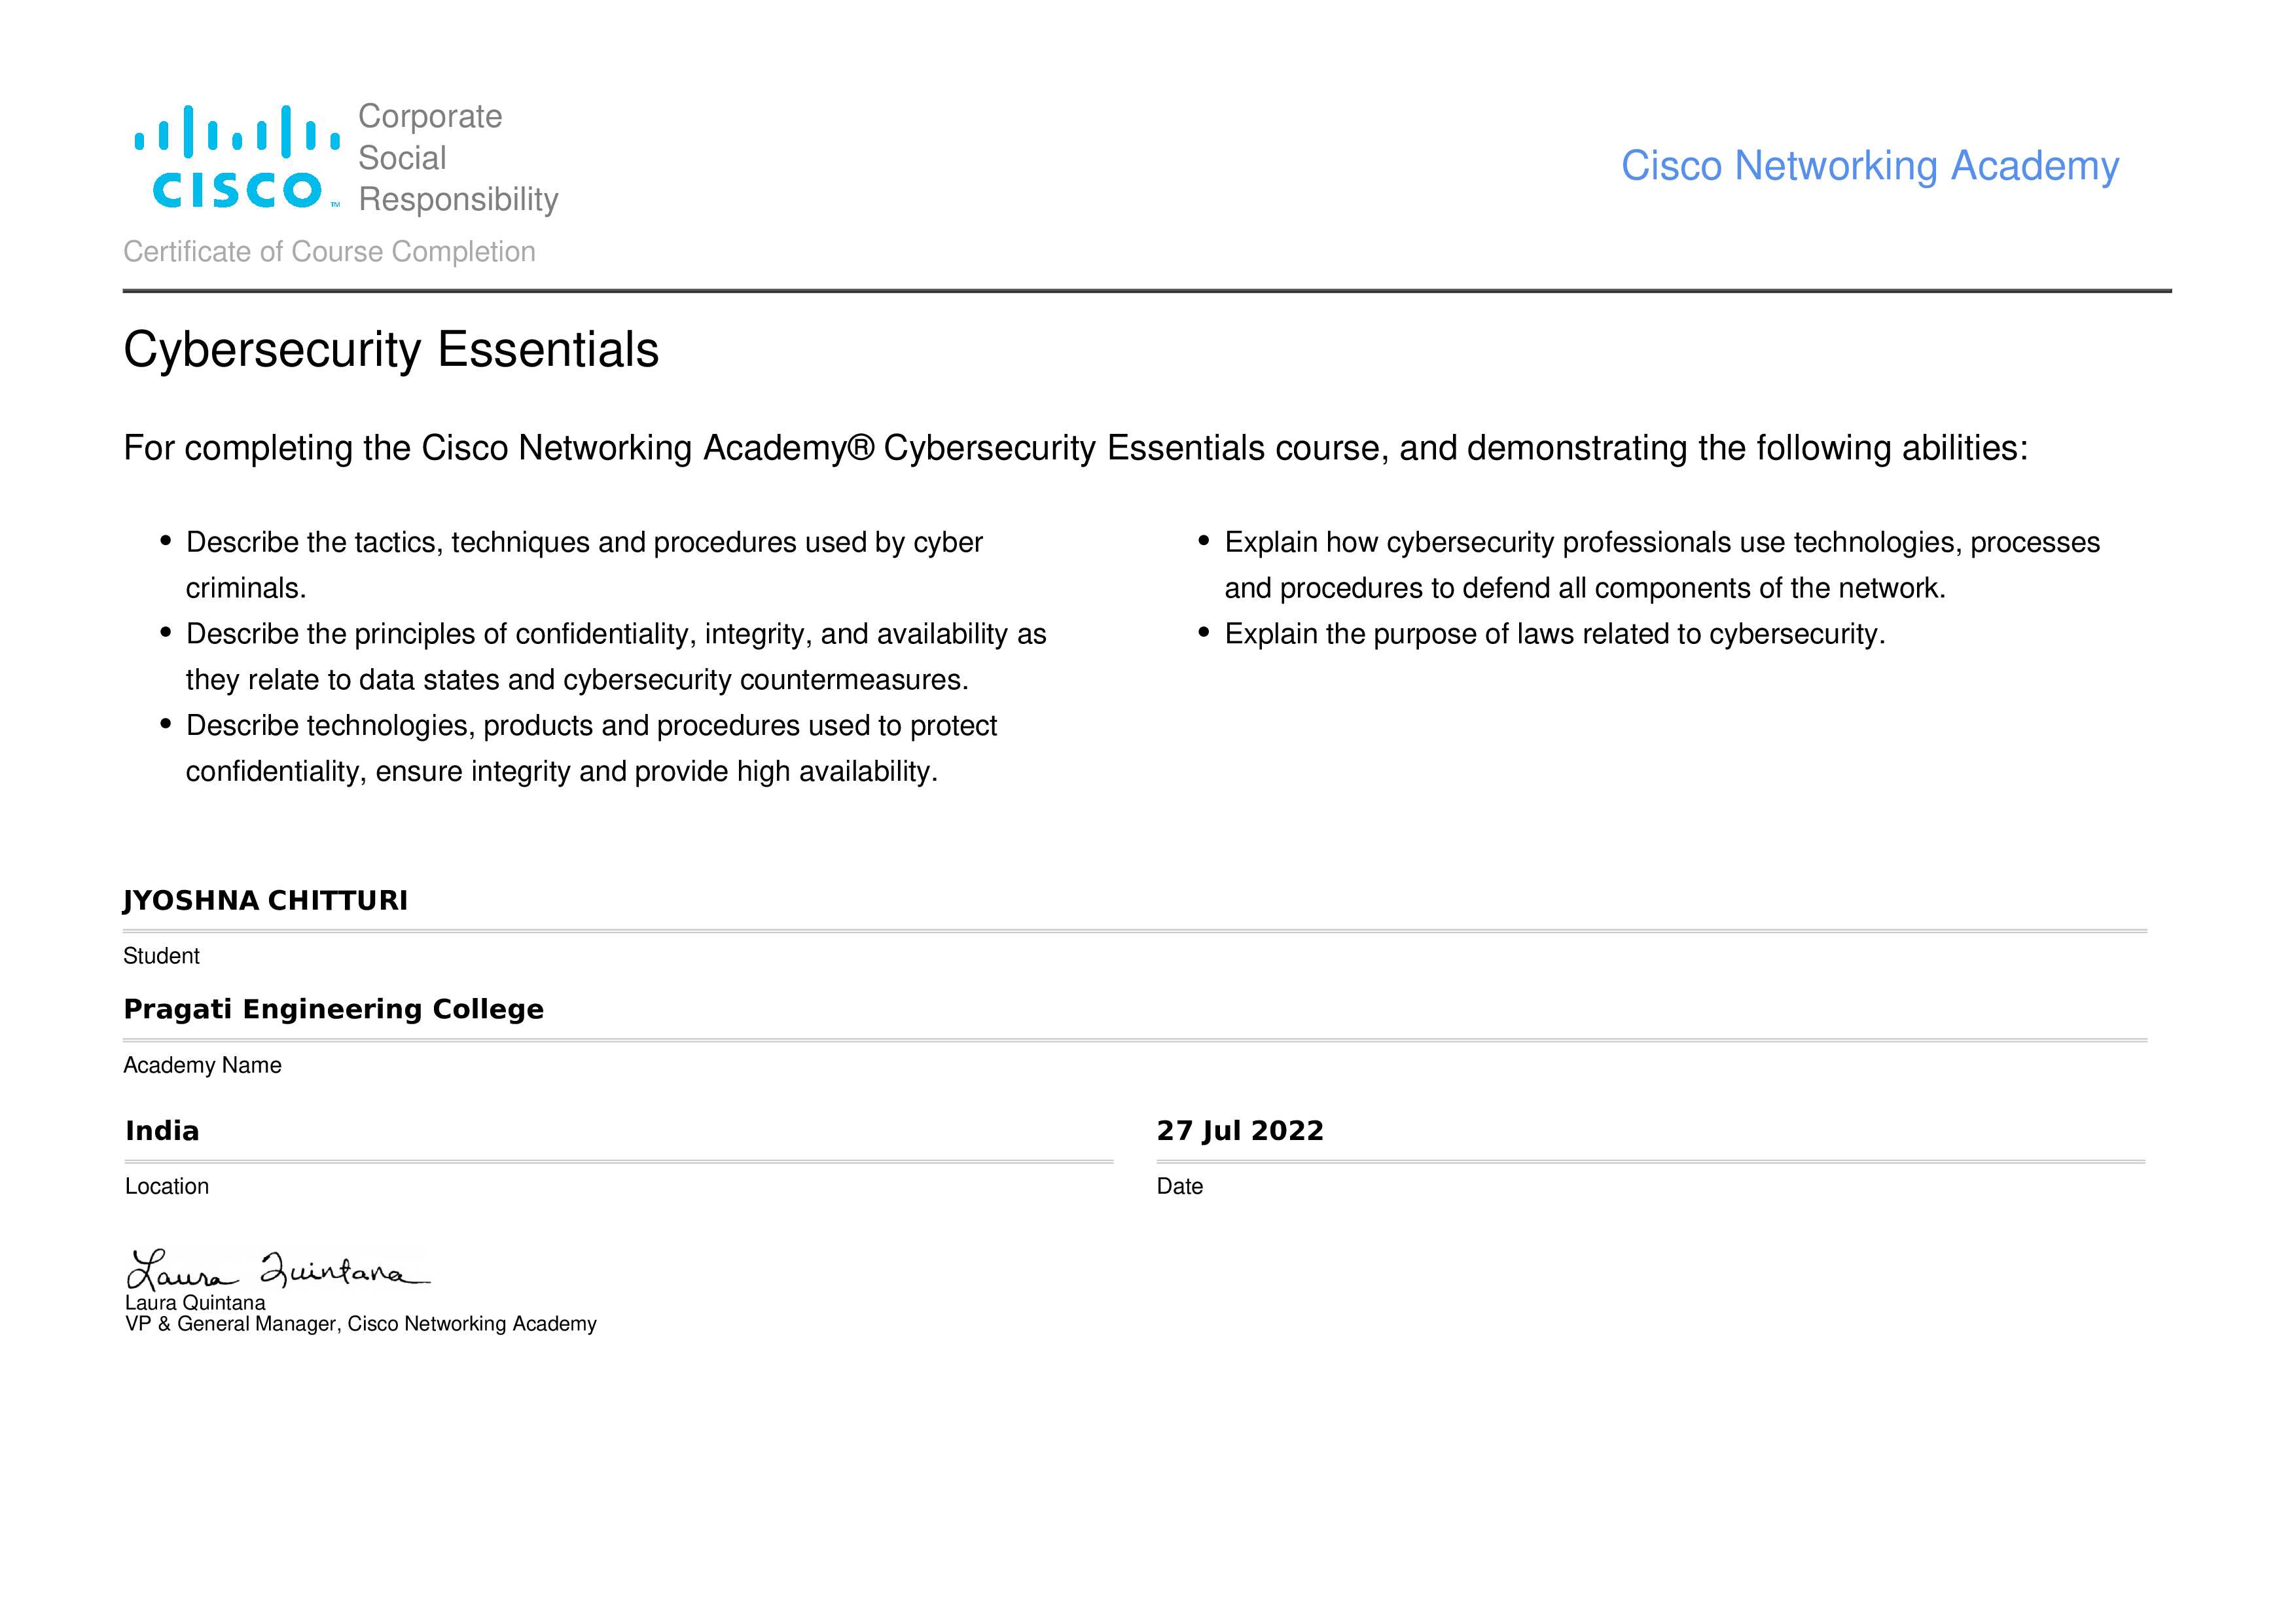 CISCO TM
Corporate
Social
Responsibility
Cisco Networking Academy
Certificate of Course Completion
Cybersecurity Essentials
For completing the Cisco Networking Academy® Cybersecurity Essentials course, and demonstrating the following abilities:
• Describe the tactics, techniques and procedures used by cyber
criminals.
• Describe the principles of confidentiality, integrity, and availability as
they relate to data states and cybersecurity countermeasures.
• Describe technologies, products and procedures used to protect
confidentiality, ensure integrity and provide high availability.
• Explain how cybersecurity professionals use technologies, processes
and procedures to defend all components of the network.
• Explain the purpose of laws related to cybersecurity.
JYOSHNA CHITTURI
Student
Pragati Engineering College
Academy Name
India
Location
27 Jul 2022
Date
Laura Quintana
Laura Quintana
VP & General Manager, Cisco Networking Academy